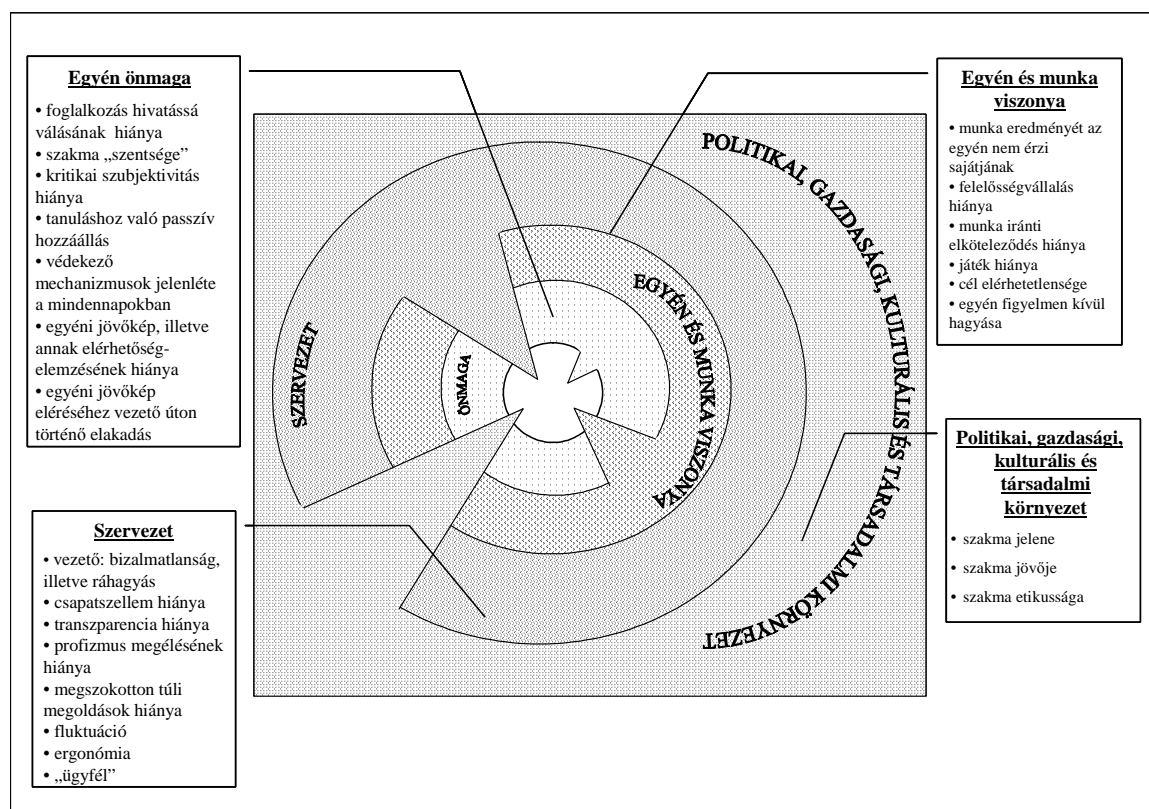 Egyén önmaga
• foglalkozás hivatássá
válásának hiánya
• szakma „szentsége”
• kritikai szubjektivitás
hiánya
• tanuláshoz való passzív
hozzáállás
• védekező
mechanizmusok jelenléte
a mindennapokban
• egyéni jövőkép, illetve
annak elérhetőség-
elemzésének hiánya
• egyéni jövőkép
eléréséhez vezető úton
történő elakadás
Szervezet
• vezető: bizalmatlanság,
illetve ráhagyás
• csapatszellem hiánya
• transzparencia hiánya
• profizmus megélésének
hiánya
• megszokotton túli
megoldások hiánya
• fluktuáció
• ergonómia
• „ügyfél”
SZERVEZET
ÖNMAGA
EGYÉN ÉS MUNKA VISZONYA
POLITIKAI, GAZDASÁGI, KULTURÁLIS ÉS TÁRSADALMI KÖRNYEZET
Egyén és munka
viszonya
• munka eredményét az
egyén nem érzi
sajátjának
• felelősségvállalás
hiánya
• munka iránti
elköteleződés hiánya
• játék hiánya
• cél elérhetetlensége
• egyén figyelmen kívül
hagyása
Politikai, gazdasági,
kulturális és
társadalmi
környezet
• szakma jelene
• szakma jövője
• szakma etikussága